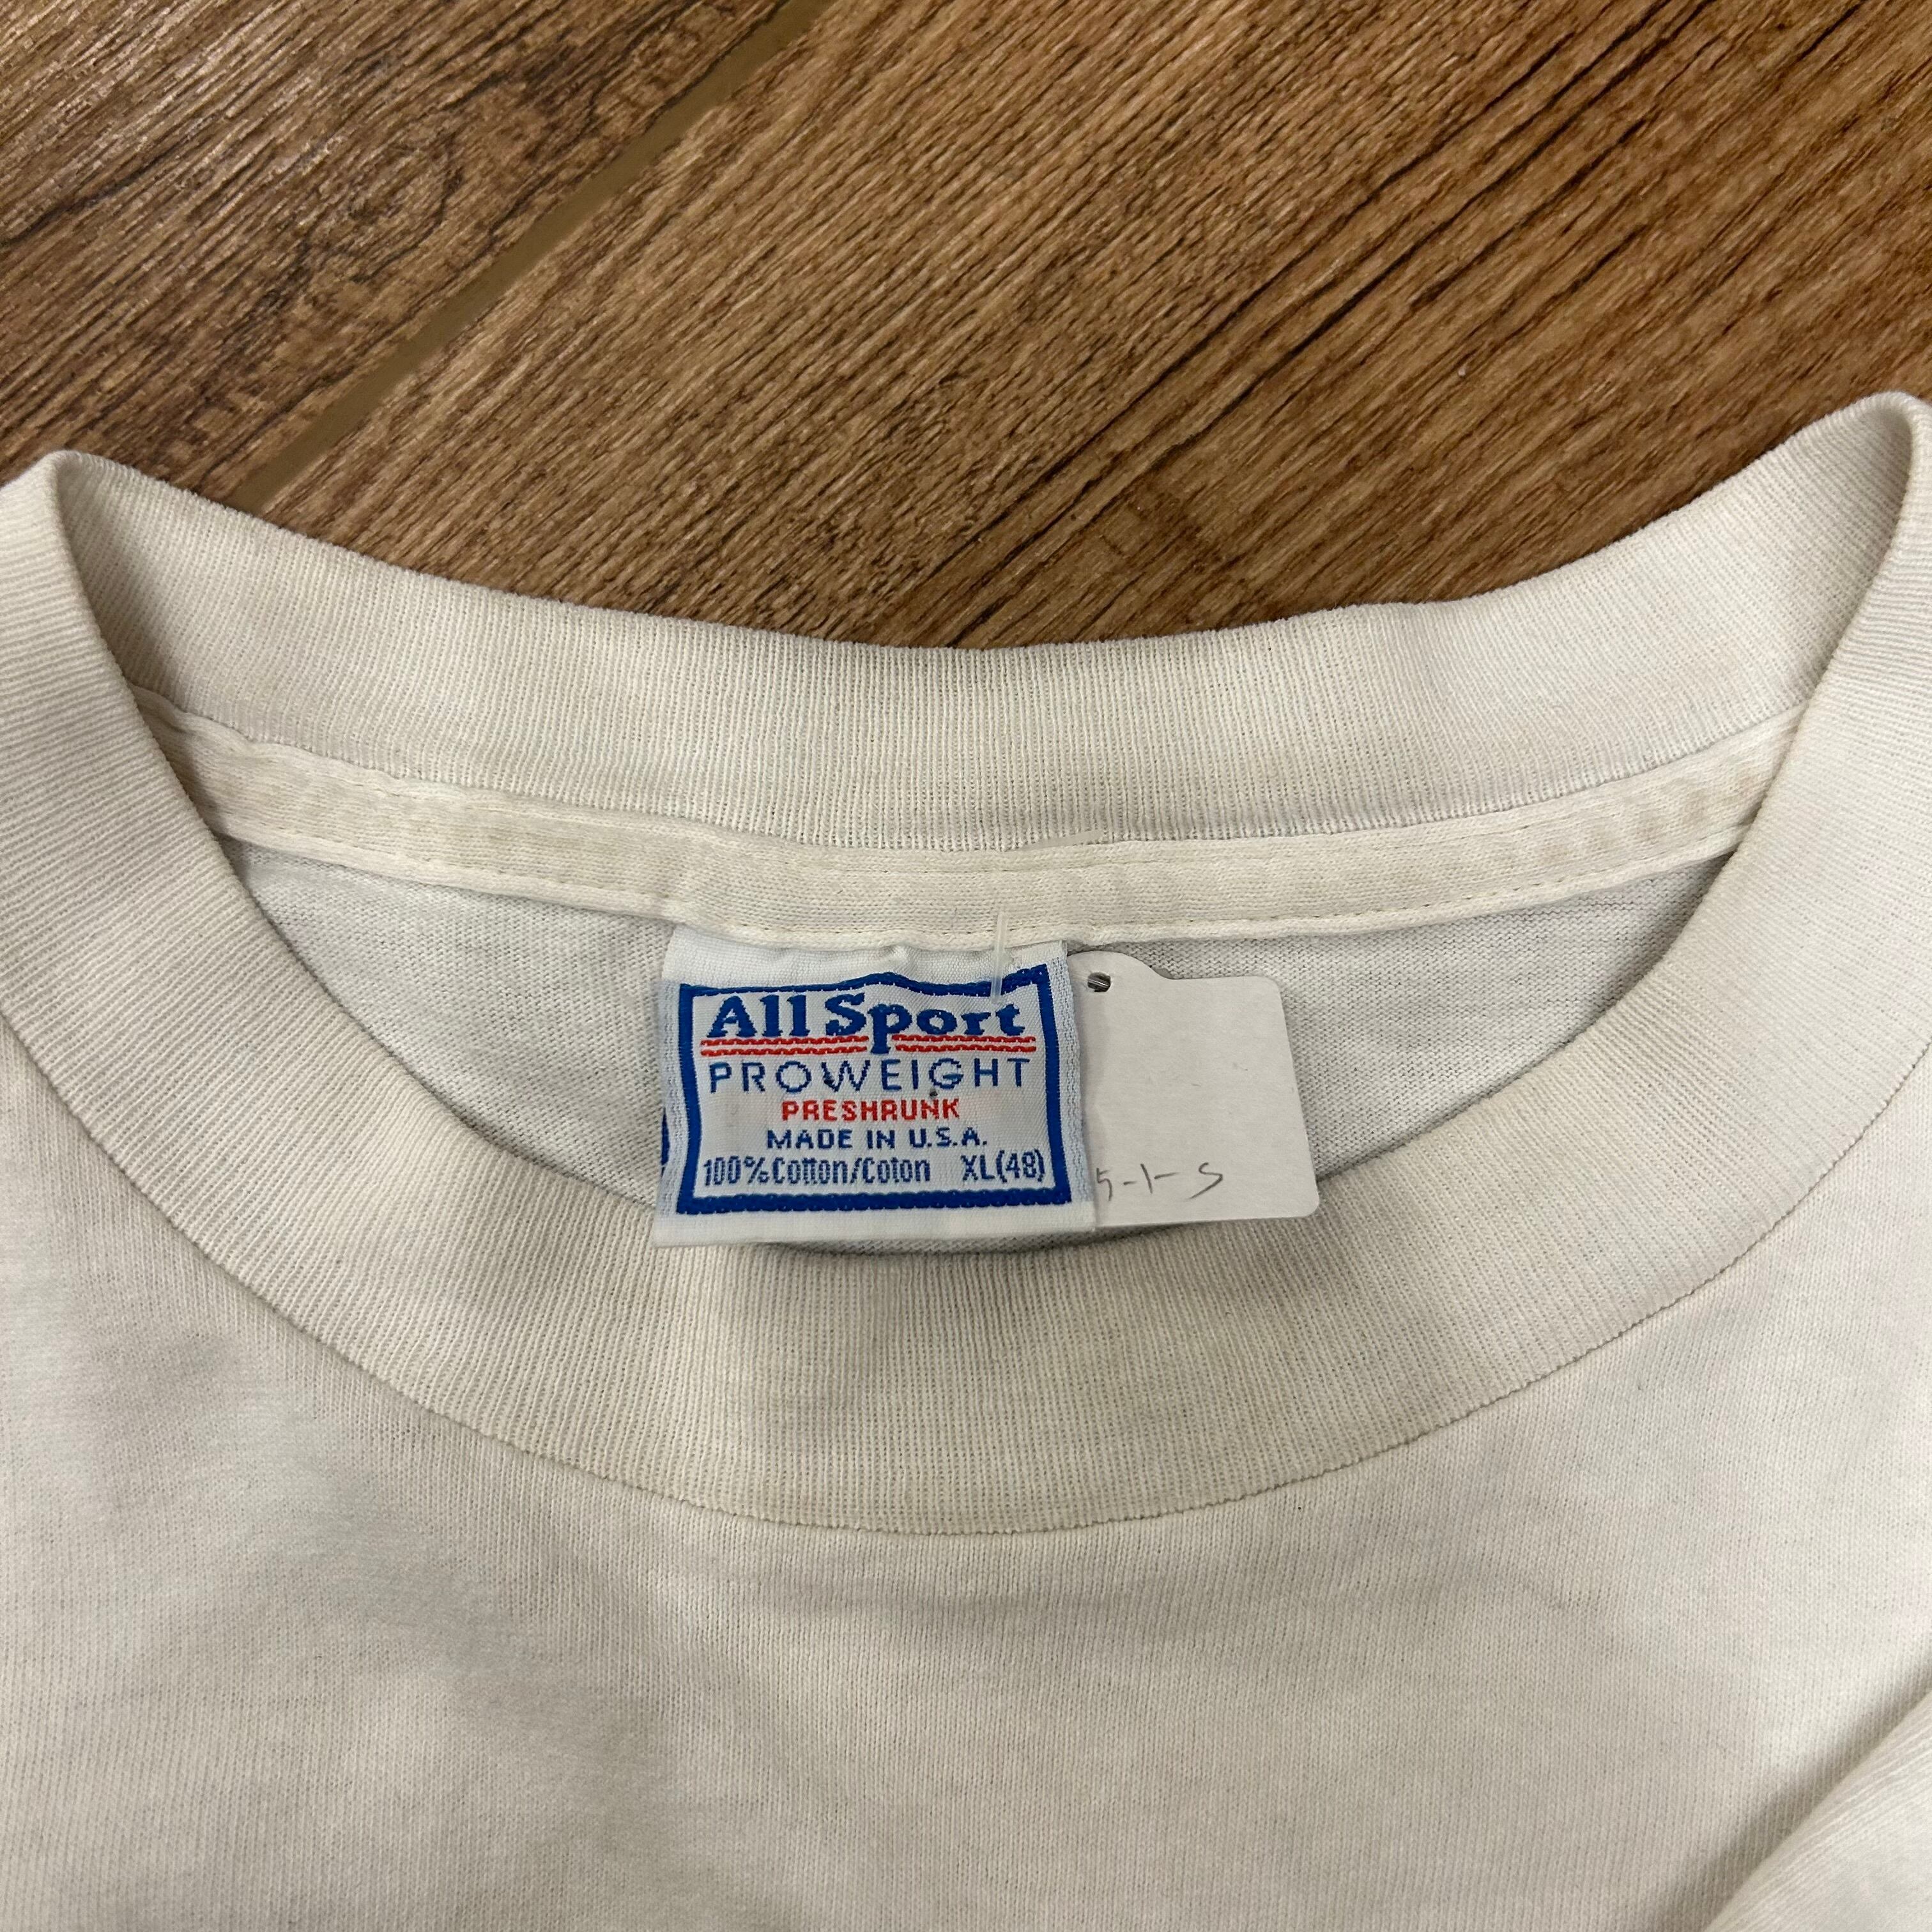 All Sport
PROWEIGHT
PRESHRUNK
MADE IN U.S.A.
100% Cotton/Coton XL(48)
5-1-S